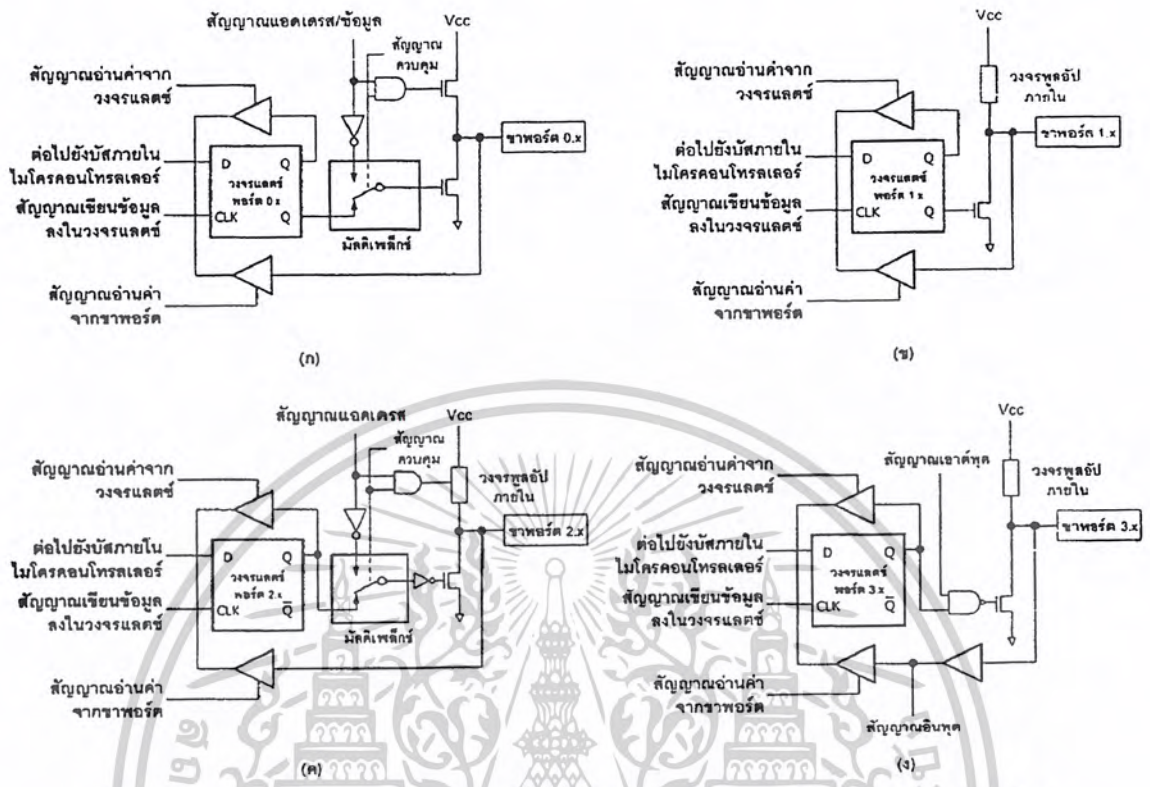 สัญญาณแอดเดรส/ข้อมูล
Vcc
สัญญาณ
ควบคุม
สัญญาณอ่านค่าจาก
วงจรแลตช์
ต่อไปยังบัสภายใน
ไมโครคอนโทรลเลอร์
สัญญาณเขียนข้อมูล
ลงในวงจรแลตช์
D
Q
วงจรแลตช์
พอร์ต 0.x
CLK
Q
มัลติเพล็กซ์
ขาพอร์ต 0.x
สัญญาณอ่านค่า
จากขาพอร์ต
(ก)
Vcc
สัญญาณอ่านค่าจาก
วงจรแลตช์
วงจรพูลอัป
ภายใน
ขาพอร์ต 1.x
ต่อไปยังบัสภายใน
ไมโครคอนโทรลเลอร์
สัญญาณเขียนข้อมูล
ลงในวงจรแลตช์
D
Q
วงจรแลตช์
พอร์ต 1.x
CLK
Q
สัญญาณอ่านค่า
จากขาพอร์ต
(ข)
สัญญาณแอดเดรส
Vcc
สัญญาณ
ควบคุม
สัญญาณอ่านค่าจาก
วงจรแลตช์
วงจรพูลอัป
ภายใน
ขาพอร์ต 2.x
ต่อไปยังบัสภายใน
ไมโครคอนโทรลเลอร์
สัญญาณเขียนข้อมูล
ลงในวงจรแลตช์
D
Q
วงจรแลตช์
พอร์ต 2.x
CLK
Q̅
มัลติเพล็กซ์
สัญญาณอ่านค่า
จากขาพอร์ต
(ค)
Vcc
สัญญาณอ่านค่าจาก
วงจรแลตช์
สัญญาณเอาต์พุต
วงจรพูลอัป
ภายใน
ขาพอร์ต 3.x
ต่อไปยังบัสภายใน
ไมโครคอนโทรลเลอร์
สัญญาณเขียนข้อมูล
ลงในวงจรแลตช์
D
Q
วงจรแลตช์
พอร์ต 3.x
CLK
Q̅
สัญญาณอ่านค่า
จากขาพอร์ต
สัญญาณอินพุต
(ง)